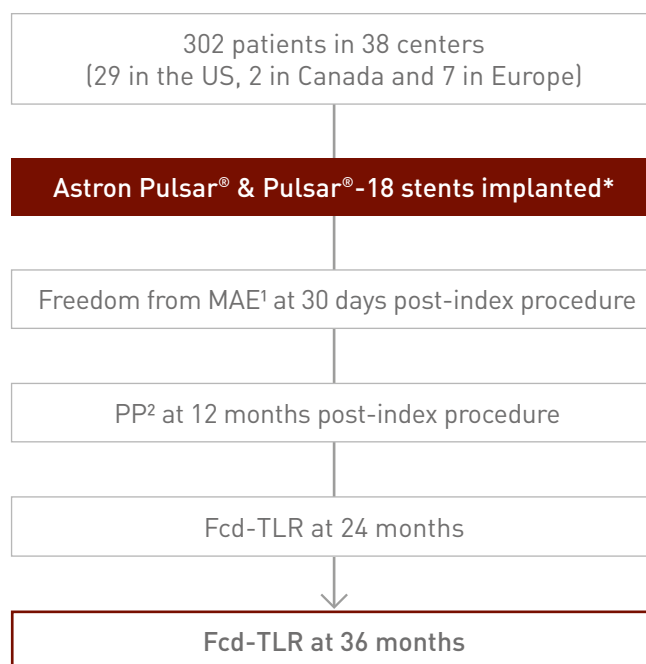 302 patients in 38 centers
(29 in the US, 2 in Canada and 7 in Europe)
Astron Pulsar® & Pulsar®-18 stents implanted*
Freedom from MAE¹ at 30 days post-index procedure
PP² at 12 months post-index procedure
Fcd-TLR at 24 months
Fcd-TLR at 36 months